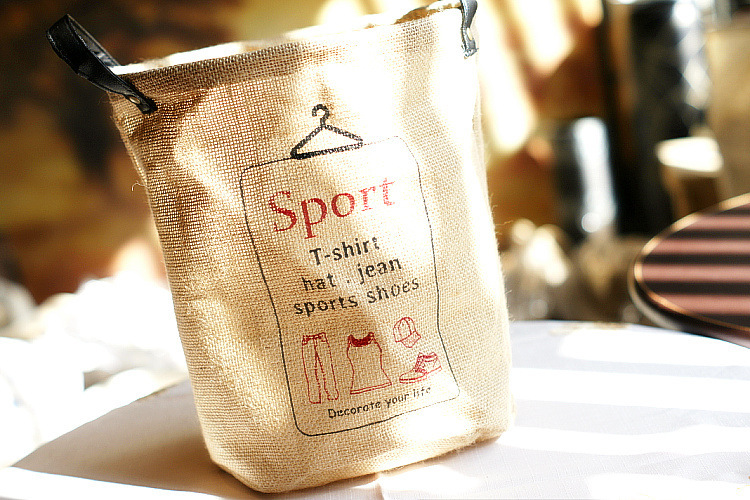 Sport
T-shirt
hat . jean
sports shoes
Decorate your life